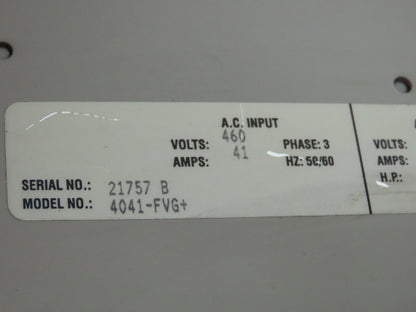 A.C. INPUT
VOLTS: 460 PHASE: 3 VOLTS:
AMPS: 41 HZ: 50/60 AMPS:
H.P.:
SERIAL NO.: 21757 B
MODEL NO.: 4041-FVG+